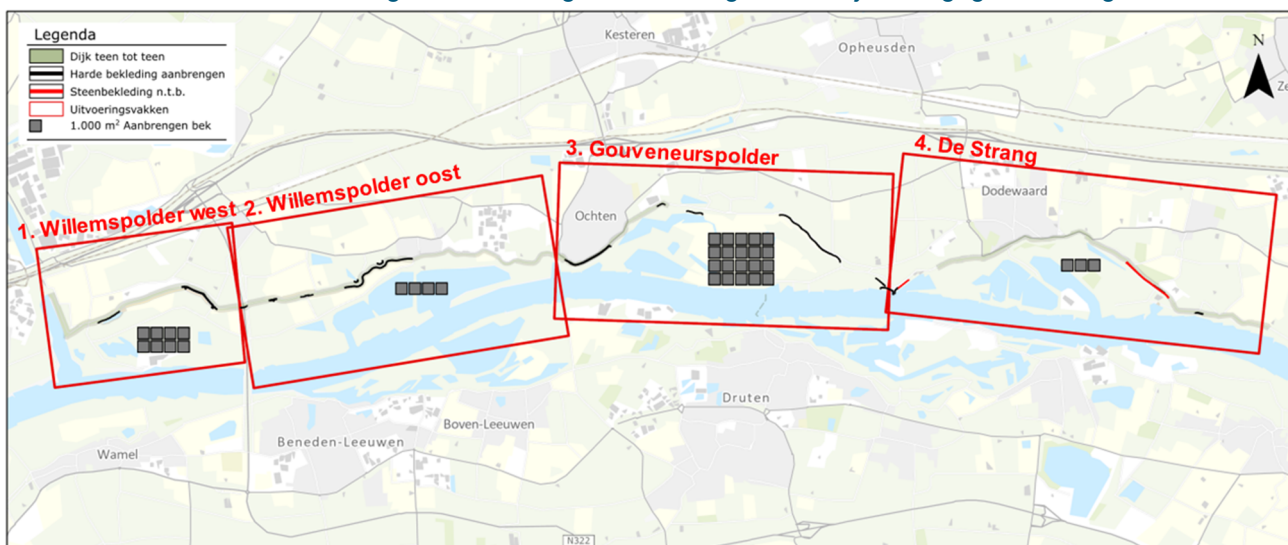 Legenda
Dijk teen tot teen
Harde bekleding aanbrengen
Steenbekleding n.t.b.
Uitvoeringsvakken
1.000 m² Aanbrengen bek
Kesteren
Opheusden
N
1. Willemspolder west
2. Willemspolder oost
3. Gouveneurspolder
4. De Strang
Ochten
Dodewaard
Druten
Boven-Leeuwen
Beneden-Leeuwen
Wamel
N322